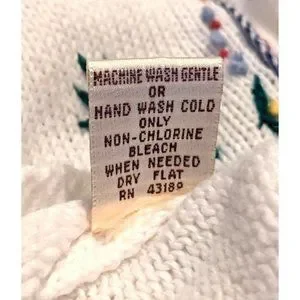 MACHINE WASH GENTLE
OR
HAND WASH COLD
ONLY
NON-CHLORINE
BLEACH
WHEN NEEDED
DRY FLAT
RN 43189